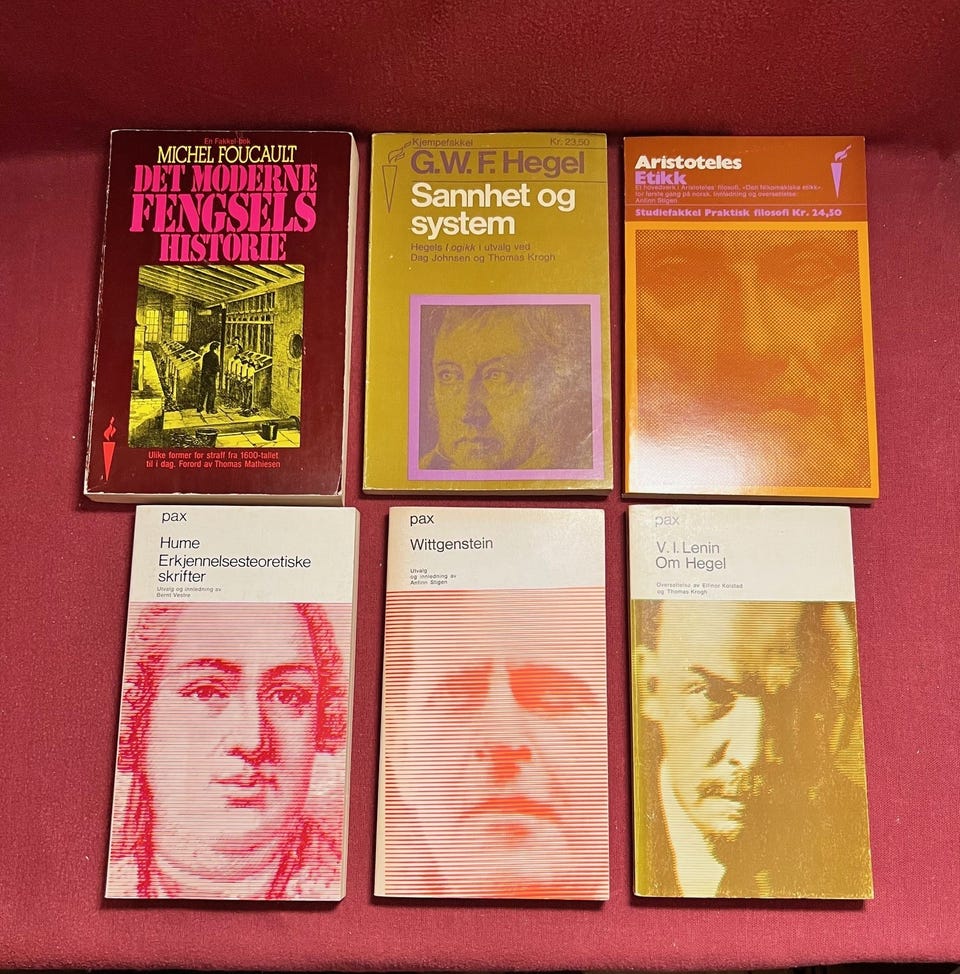 En Fakkel-bok
MICHEL FOUCAULT
DET MODERNE
FENGSELS
HISTORIE
Ulike former for straff fra 1600-tallet
til i dag. Forord av Thomas Mathiesen
Kjempefakkel Kr. 23,50
G.W.F. Hegel
Sannhet og
system
Hegels Logikk i utvalg ved
Dag Johnsen og Thomas Krogh
Aristoteles
Etikk
Et hovedverk i Aristoteles' filosofi, «Den Nikomakiske etikk»
for første gang på norsk. Innledning og oversettelse:
Anfinn Stigen
Studiefakkel Praktisk filosofi Kr. 24,50
pax
Hume
Erkjennelsesteoretiske
skrifter
Utvalg og innledning av
Bernt Vestre
pax
Wittgenstein
Utvalg
og innledning av
Anfinn Stigen
pax
V. I. Lenin
Om Hegel
Oversettelse av Ellinor Kolstad
og Thomas Krogh